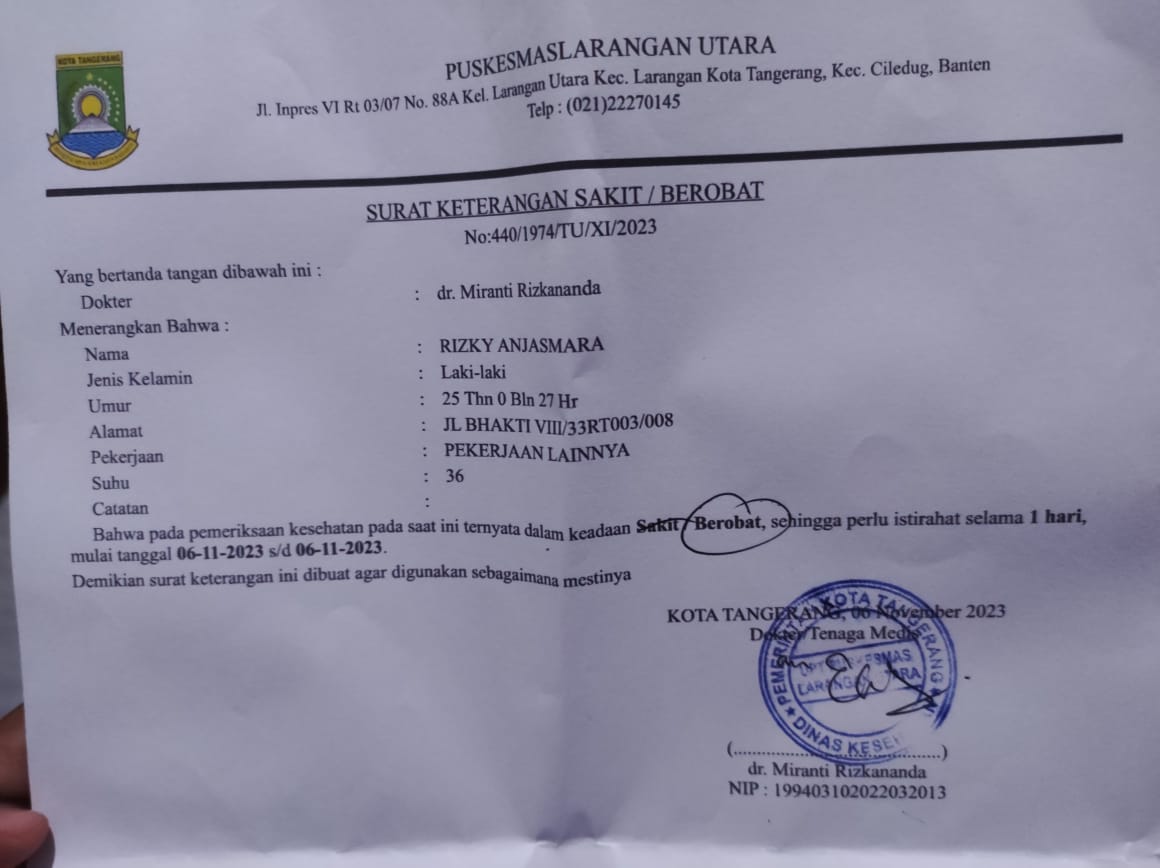 KOTA TANGERANG
PUSKESMASLARANGAN UTARA
Jl. Inpres VI Rt 03/07 No. 88A Kel. Larangan Utara Kec. Larangan Kota Tangerang, Kec. Ciledug, Banten
Telp : (021)22270145
SURAT KETERANGAN SAKIT / BEROBAT
No:440/1974/TU/XI/2023
Yang bertanda tangan dibawah ini :
Dokter : dr. Miranti Rizkananda
Menerangkan Bahwa :
Nama : RIZKY ANJASMARA
Jenis Kelamin : Laki-laki
Umur : 25 Thn 0 Bln 27 Hr
Alamat : JL BHAKTI VIII/33RT003/008
Pekerjaan : PEKERJAAN LAINNYA
Suhu : 36
Catatan :
Bahwa pada pemeriksaan kesehatan pada saat ini ternyata dalam keadaan Sakit / Berobat, sehingga perlu istirahat selama 1 hari,
mulai tanggal 06-11-2023 s/d 06-11-2023.
Demikian surat keterangan ini dibuat agar digunakan sebagaimana mestinya
KOTA TANGERANG, 06 November 2023
Dokter/Tenaga Medis
PEMERINTAH KOTA TANGERANG
LARANGAN UTARA
DINAS
(........................................)
dr. Miranti Rizkananda
NIP : 199403102022032013